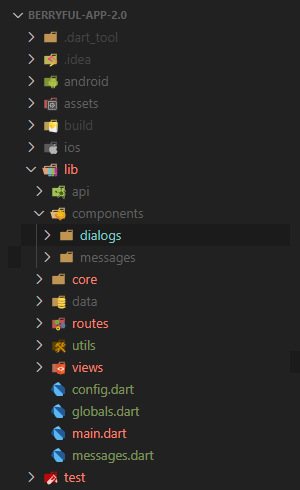 BERRYFUL-APP-2.0
.dart_tool
.idea
android
assets
build
ios
lib
api
components
dialogs
messages
core
data
routes
utils
views
config.dart
globals.dart
main.dart
messages.dart
test